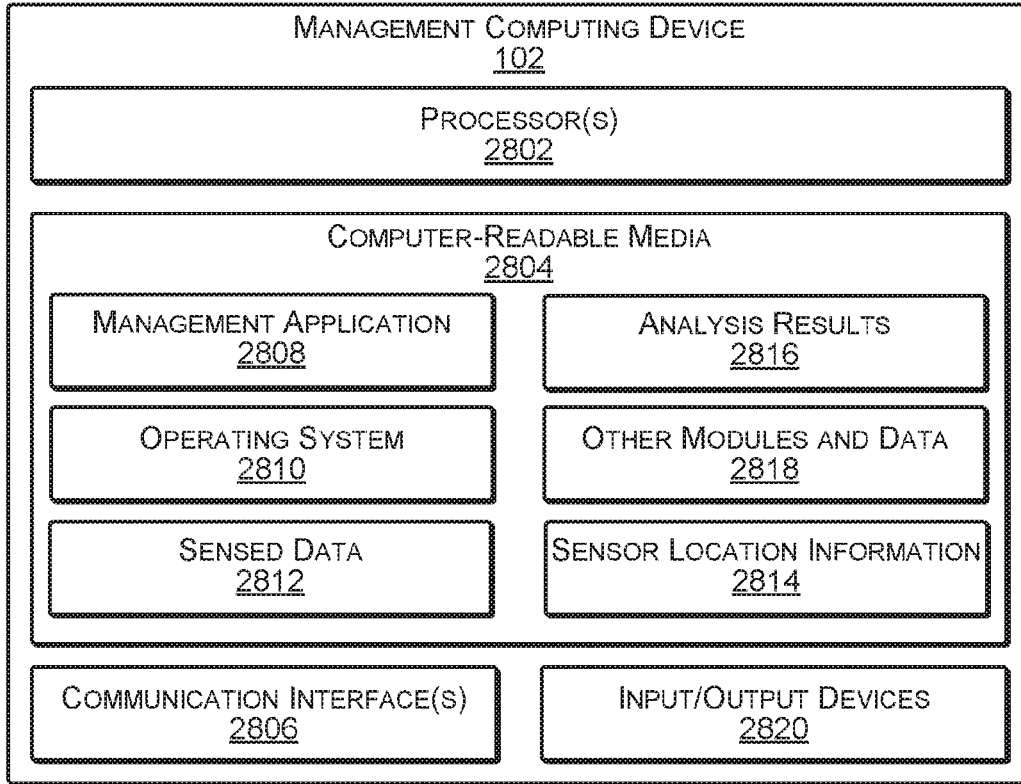 MANAGEMENT COMPUTING DEVICE
102
PROCESSOR(S)
2802
COMPUTER-READABLE MEDIA
2804
MANAGEMENT APPLICATION
2808
ANALYSIS RESULTS
2816
OPERATING SYSTEM
2810
OTHER MODULES AND DATA
2818
SENSED DATA
2812
SENSOR LOCATION INFORMATION
2814
COMMUNICATION INTERFACE(S)
2806
INPUT/OUTPUT DEVICES
2820